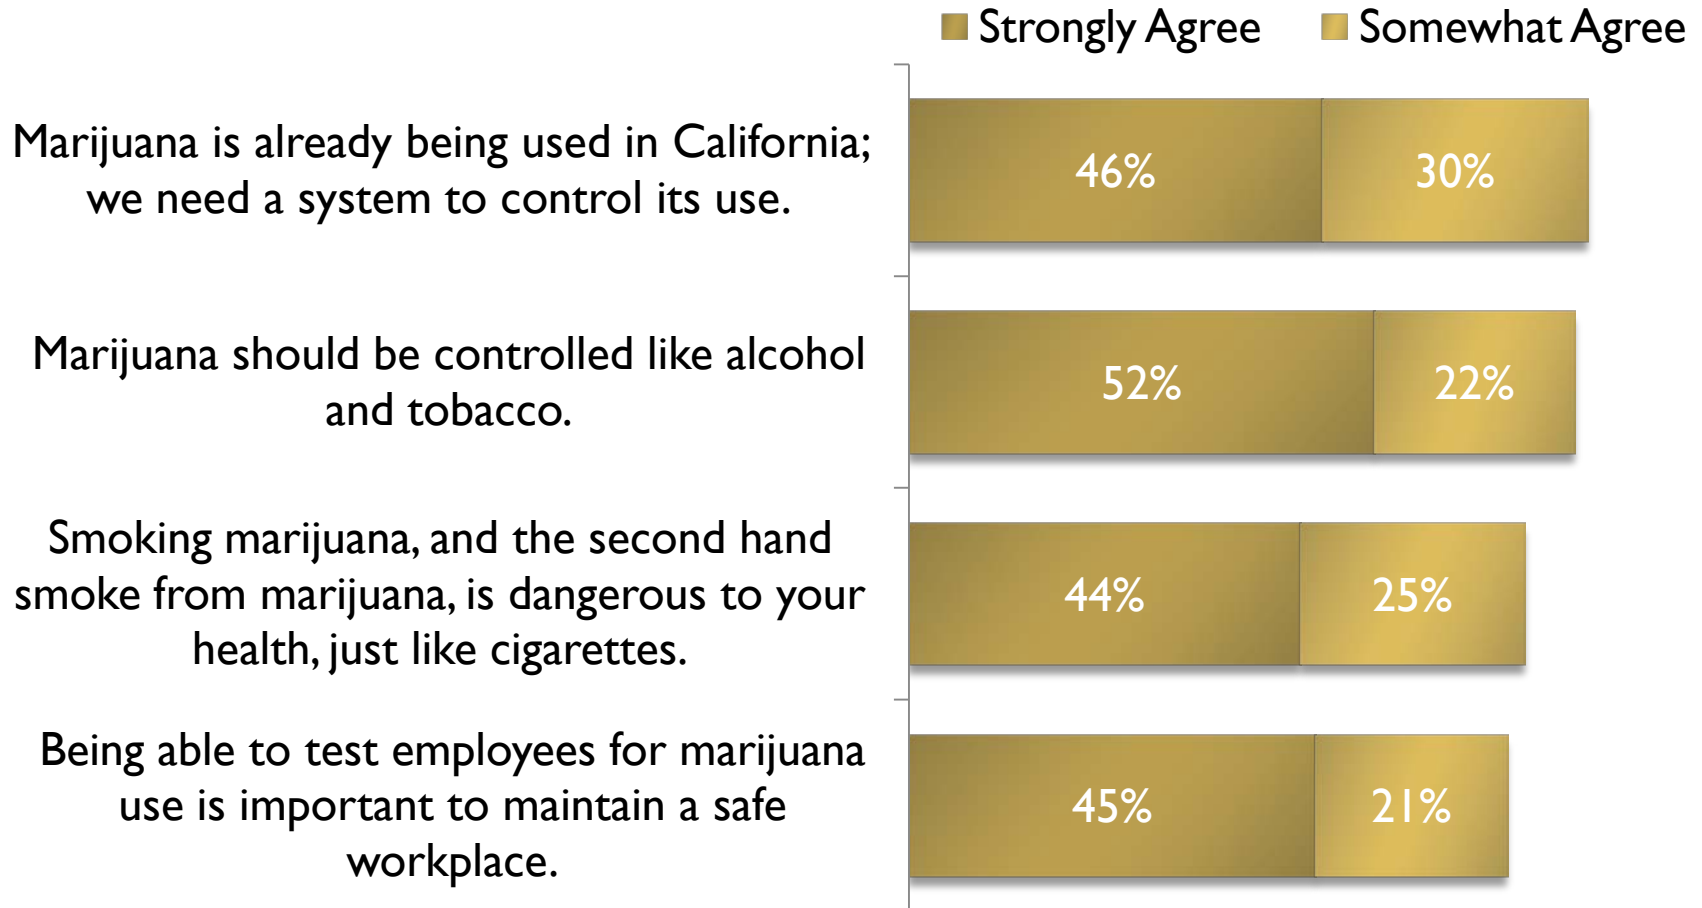 Strongly Agree Somewhat Agree
Marijuana is already being used in California;
we need a system to control its use.
46% 30%
Marijuana should be controlled like alcohol
and tobacco.
52% 22%
Smoking marijuana, and the second hand
smoke from marijuana, is dangerous to your
health, just like cigarettes.
44% 25%
Being able to test employees for marijuana
use is important to maintain a safe
workplace.
45% 21%